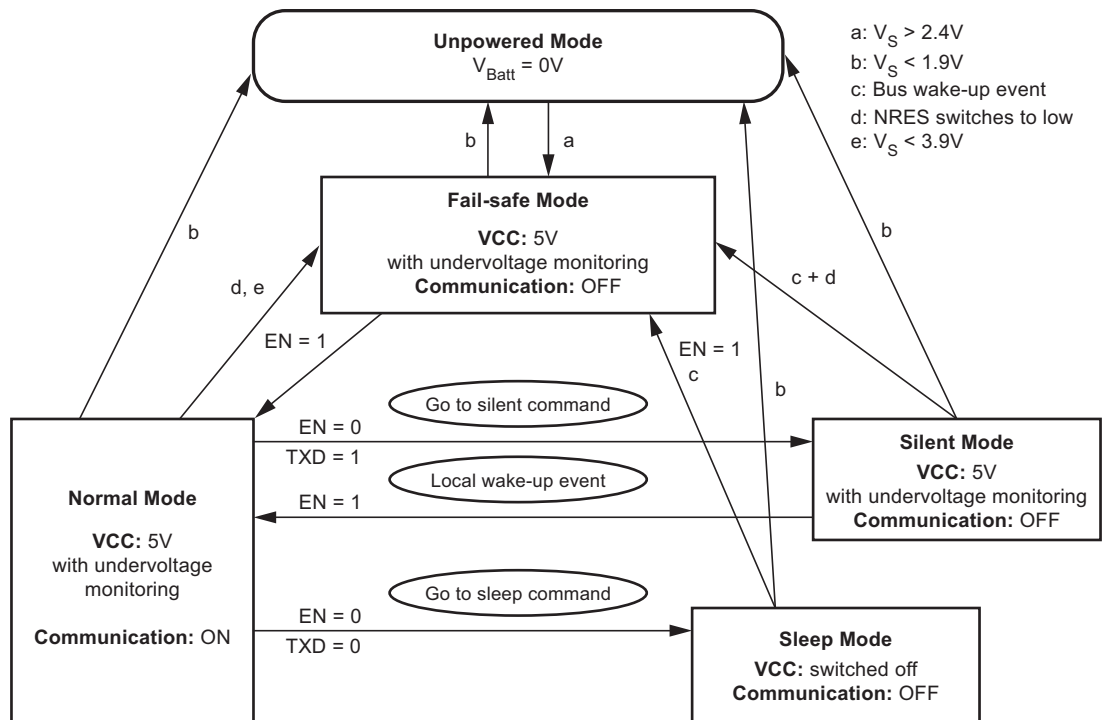 Unpowered Mode
V_Batt = 0V
a: V_S > 2.4V
b: V_S < 1.9V
c: Bus wake-up event
d: NRES switches to low
e: V_S < 3.9V
b
a
Fail-safe Mode
VCC: 5V
with undervoltage monitoring
Communication: OFF
b
d, e
EN = 1
c + d
b
EN = 1
c
b
Go to silent command
EN = 0
TXD = 1
Local wake-up event
EN = 1
Silent Mode
VCC: 5V
with undervoltage monitoring
Communication: OFF
Normal Mode
VCC: 5V
with undervoltage
monitoring
Communication: ON
Go to sleep command
EN = 0
TXD = 0
Sleep Mode
VCC: switched off
Communication: OFF